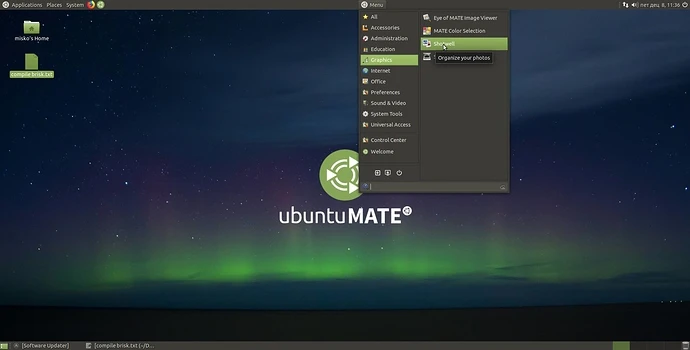 Applications Places System
Menu
пет дец. 8, 11:36
misko's Home
compile brisk.txt
All
Accessories
Administration
Education
Graphics
Internet
Office
Preferences
Sound & Video
System Tools
Universal Access
Control Center
Welcome
Eye of MATE Image Viewer
MATE Color Selection
Shotwell
Organize your photos
ubuntu MATE
[Software Updater]
[compile brisk.txt (~/D...